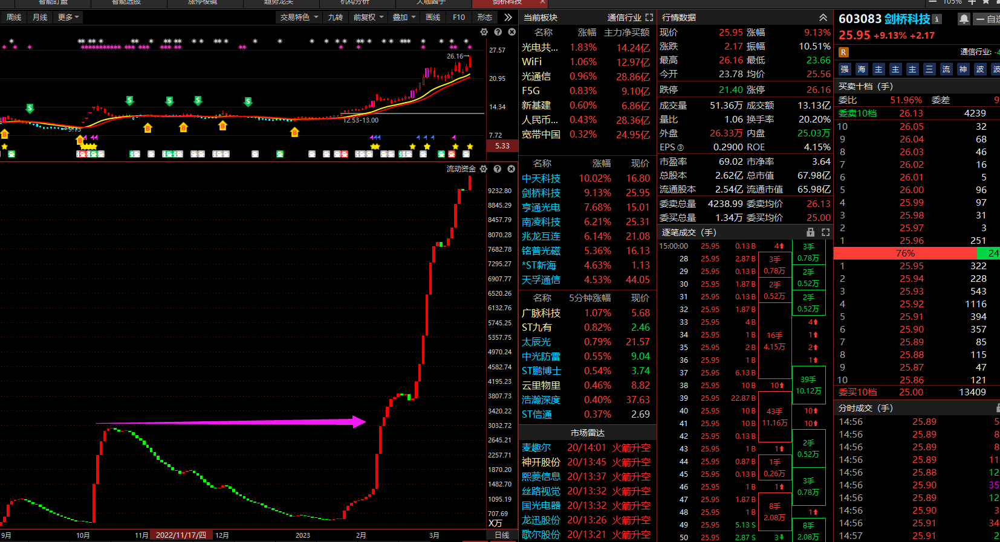 智能盯盘 智能选股 涨停棱镜 趋势龙头 机构分析 大咖圈子 剑桥科技 105%
周线 月线 更多 交易特色 九转 前复权 叠加 画线 F10 形态
27.57
26.16
20.95
14.34
12.53-13.00
9.13
7.72
5.33
流动资金
9232.80
8845.29
8457.79
8070.28
7682.78
7295.27
6907.77
6520.26
6132.76
5745.25
5357.75
4970.24
4582.74
4195.23
3807.73
3420.22
3032.72
2645.21
2257.71
1870.20
1482.70
1095.19
707.69
X万
9月 10月 11月 2022/11/17/四 12月 2023 2月 3月 日线
当前板块 通信行业
名称 涨幅 主力净买额
光电共... 1.83% 14.24亿
WiFi 1.06% 12.97亿
光通信 0.96% 28.86亿
F5G 0.83% 9.10亿
新基建 0.60% 6.86亿
人民币... 0.43% 28.36亿
宽带中国 0.32% 24.95亿
名称 涨幅 现价
中天科技 10.02% 16.80
剑桥科技 9.13% 25.95
亨通光电 7.68% 15.01
南凌科技 6.21% 25.31
兆龙互连 6.14% 21.08
铭普光磁 5.36% 16.13
*ST新海 4.63% 1.13
天孚通信 4.53% 44.05
名称 5分钟涨幅 现价
广脉科技 1.07% 5.68
ST九有 0.82% 2.46
太辰光 0.79% 21.57
中光防雷 0.55% 9.04
ST鹏博士 0.54% 3.74
云里物里 0.46% 8.82
浩瀚深度 0.40% 37.63
ST信通 0.37% 2.69
市场雷达
麦趣尔 20/14:01 火箭升空
神开股份 20/13:45 火箭升空
熙菱信息 20/13:37 火箭升空
丝路视觉 20/13:32 火箭升空
国光电器 20/13:32 火箭升空
龙迅股份 20/13:26 火箭升空
歌尔股份 20/13:21 火箭升空
行情数据
现价 25.95 涨幅 9.13%
涨跌 2.17 振幅 10.51%
最高 26.16 最低 23.66
今开 23.78 均价 25.56
跌停 21.40 涨停 26.16
成交量 51.36万 成交额 13.13亿
量比 1.06 换手率 20.20%
外盘 26.33万 内盘 25.03万
EPS③ 0.2900 ROE 4.15%
市盈率 69.02 市净率 3.64
总股本 2.62亿 总市值 67.98亿
流通股本 2.54亿 流通市值 65.98亿
委卖总量 4238.99 委卖均价 26.13
委买总量 1.34万 委买均价 25.00
逐笔成交（手）
15:00:00 25.95 0.13 B 4 3手 0.78万
28 25.95 2.87 B 3手
29 25.95 0.13 B 0.78万 2手
30 25.95 1.87 B 2手 0.52万
31 25.95 0.13 B 0.52万 2手
32 25.95 1.87 B 0.52万
33 25.95 4 B 4
34 25.95 1 B 16手 1
35 25.95 2 B 4.15万 2
36 25.95 1 B 1
37 25.95 6.13 B 39手
38 25.95 10 B 10 10.12万
39 25.95 22.87 B
40 25.95 10 B 43手 10
41 25.95 10 B 11.16万 10
42 25.95 0.13 B 2手
43 25.95 1 B 1 0.52万
44 25.95 0.87 B 1手
45 25.95 0.13 B 0.26万 3手
46 25.95 1 B 1 0.78万
47 25.95 1.87 B 8手
48 25.95 1 B 2.08万 1
49 25.95 5.13 S 8手
50 25.95 2.87 S 3 2.08万
603083 剑桥科技 自选
25.95 +9.13% +2.17
R 通信行业: -4
强 海 主 主 主 三 流 神 波 波
买卖十档（手）
委比 51.96% 委差 9
委卖10档 26.13 4239
10 26.05 32
9 26.04 68
8 26.03 46
7 26.02 16
6 26.01 5
5 26.00 96
4 25.99 97
3 25.98 31
2 25.97 3
1 25.96 251
76% 24
1 25.95 322
2 25.94 228
3 25.93 543
4 25.92 1116
5 25.91 394
6 25.90 357
7 25.89 85
8 25.88 115
9 25.87 47
10 25.86 121
委买10档 25.00 13409
分时成交（手）
14:56 25.89 5
14:56 25.89 8
14:56 25.89 8
14:56 25.89 11
14:56 25.88 12
14:56 25.90 35
14:56 25.89 12
14:56 25.90 3
14:56 25.91 34
14:57 25.91 2